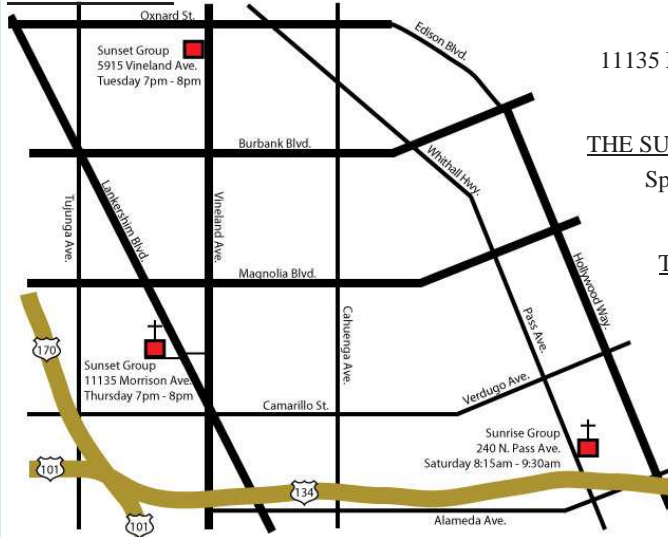 Oxnard St.
Edison Blvd.
Sunset Group
5915 Vineland Ave.
Tuesday 7pm - 8pm
11135
Burbank Blvd.
Whithall Hwy.
THE SU
Sp
Tujunga Ave.
Lankershim Blvd.
Vineland Ave.
T
Magnolia Blvd.
Hollywood Way.
Cahuenga Ave.
Pass Ave.
170
Sunset Group
11135 Morrison Ave.
Thursday 7pm - 8pm
Camarillo St.
Verdugo Ave.
Sunrise Group
240 N. Pass Ave.
Saturday 8:15am - 9:30am
101
134
101
Alameda Ave.